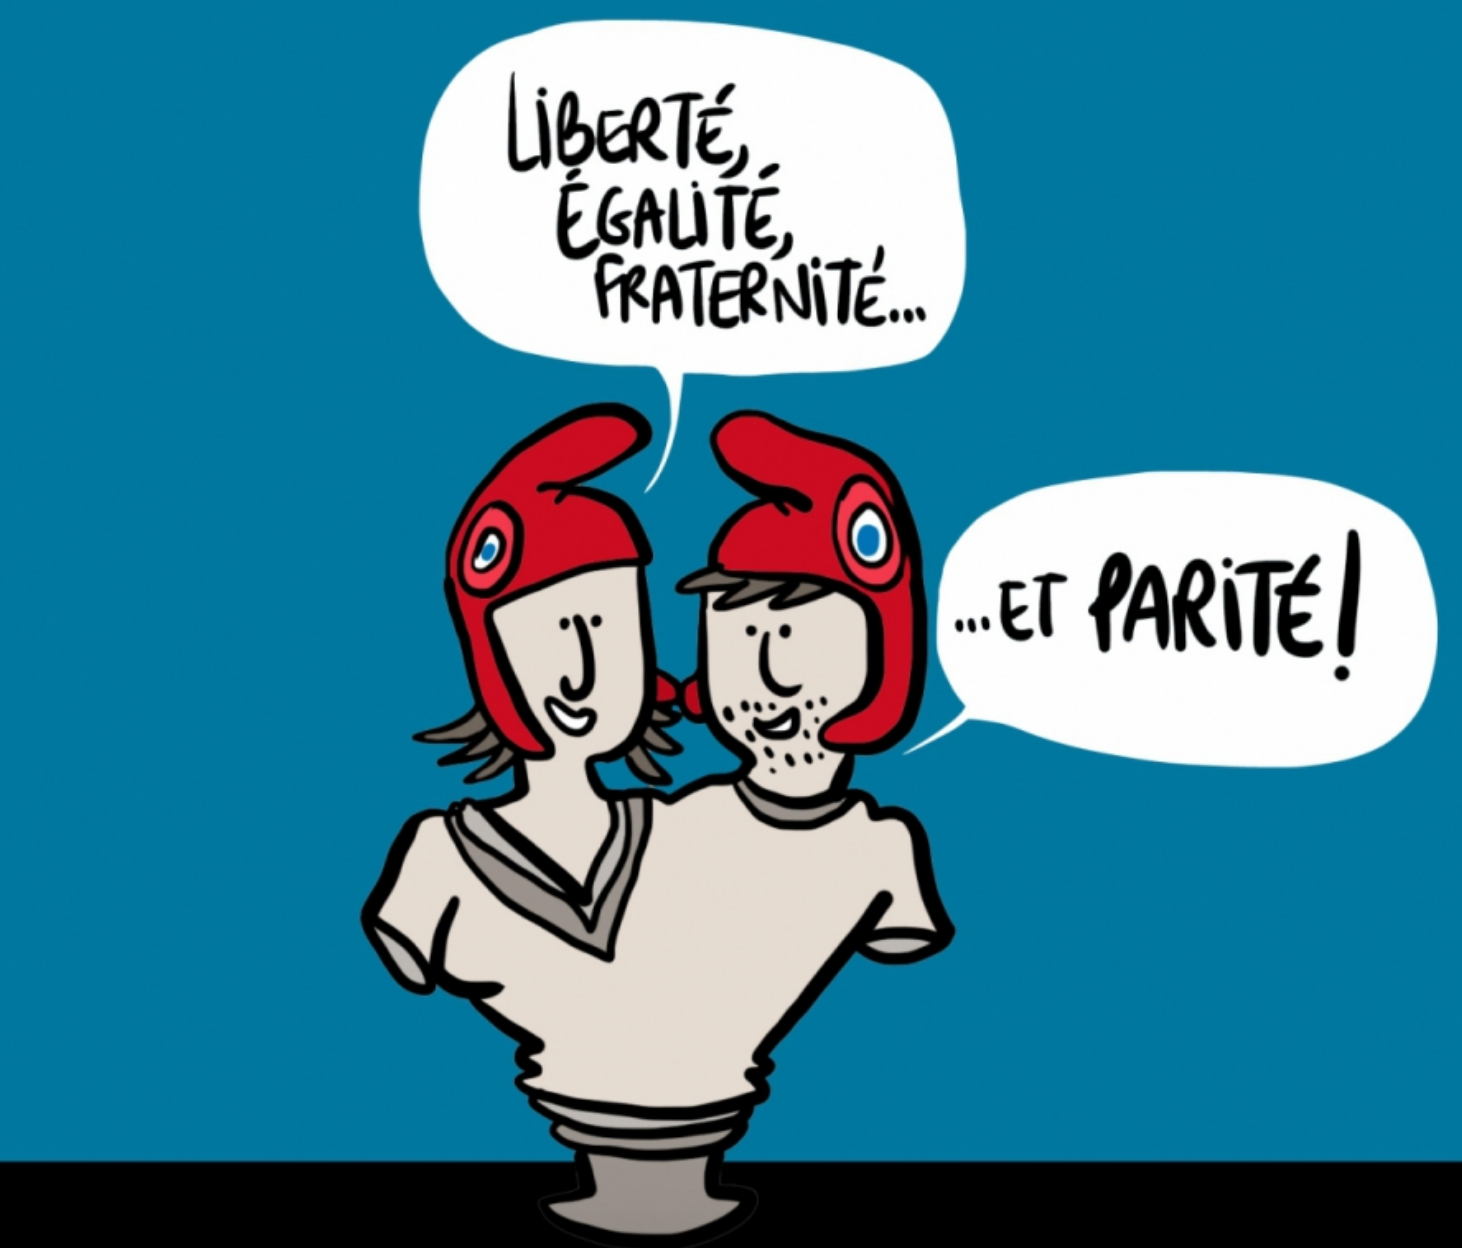 LIBERTÉ,
ÉGALITÉ,
FRATERNITÉ...
...ET PARITÉ!